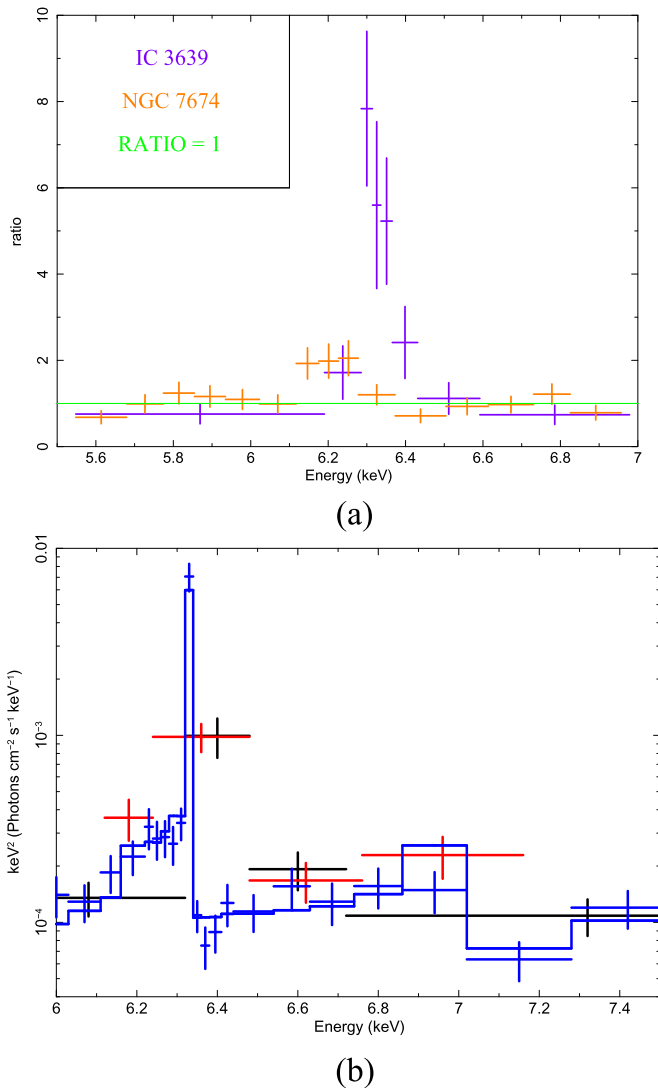 10
8
6
4
2
0
ratio
IC 3639
NGC 7674
RATIO = 1
5.6
5.8
6
6.2
6.4
6.6
6.8
7
Energy (keV)
(a)
0.01
10⁻³
10⁻⁴
keV² (Photons cm⁻² s⁻¹ keV⁻¹)
6
6.2
6.4
6.6
6.8
7
7.2
7.4
Energy (keV)
(b)